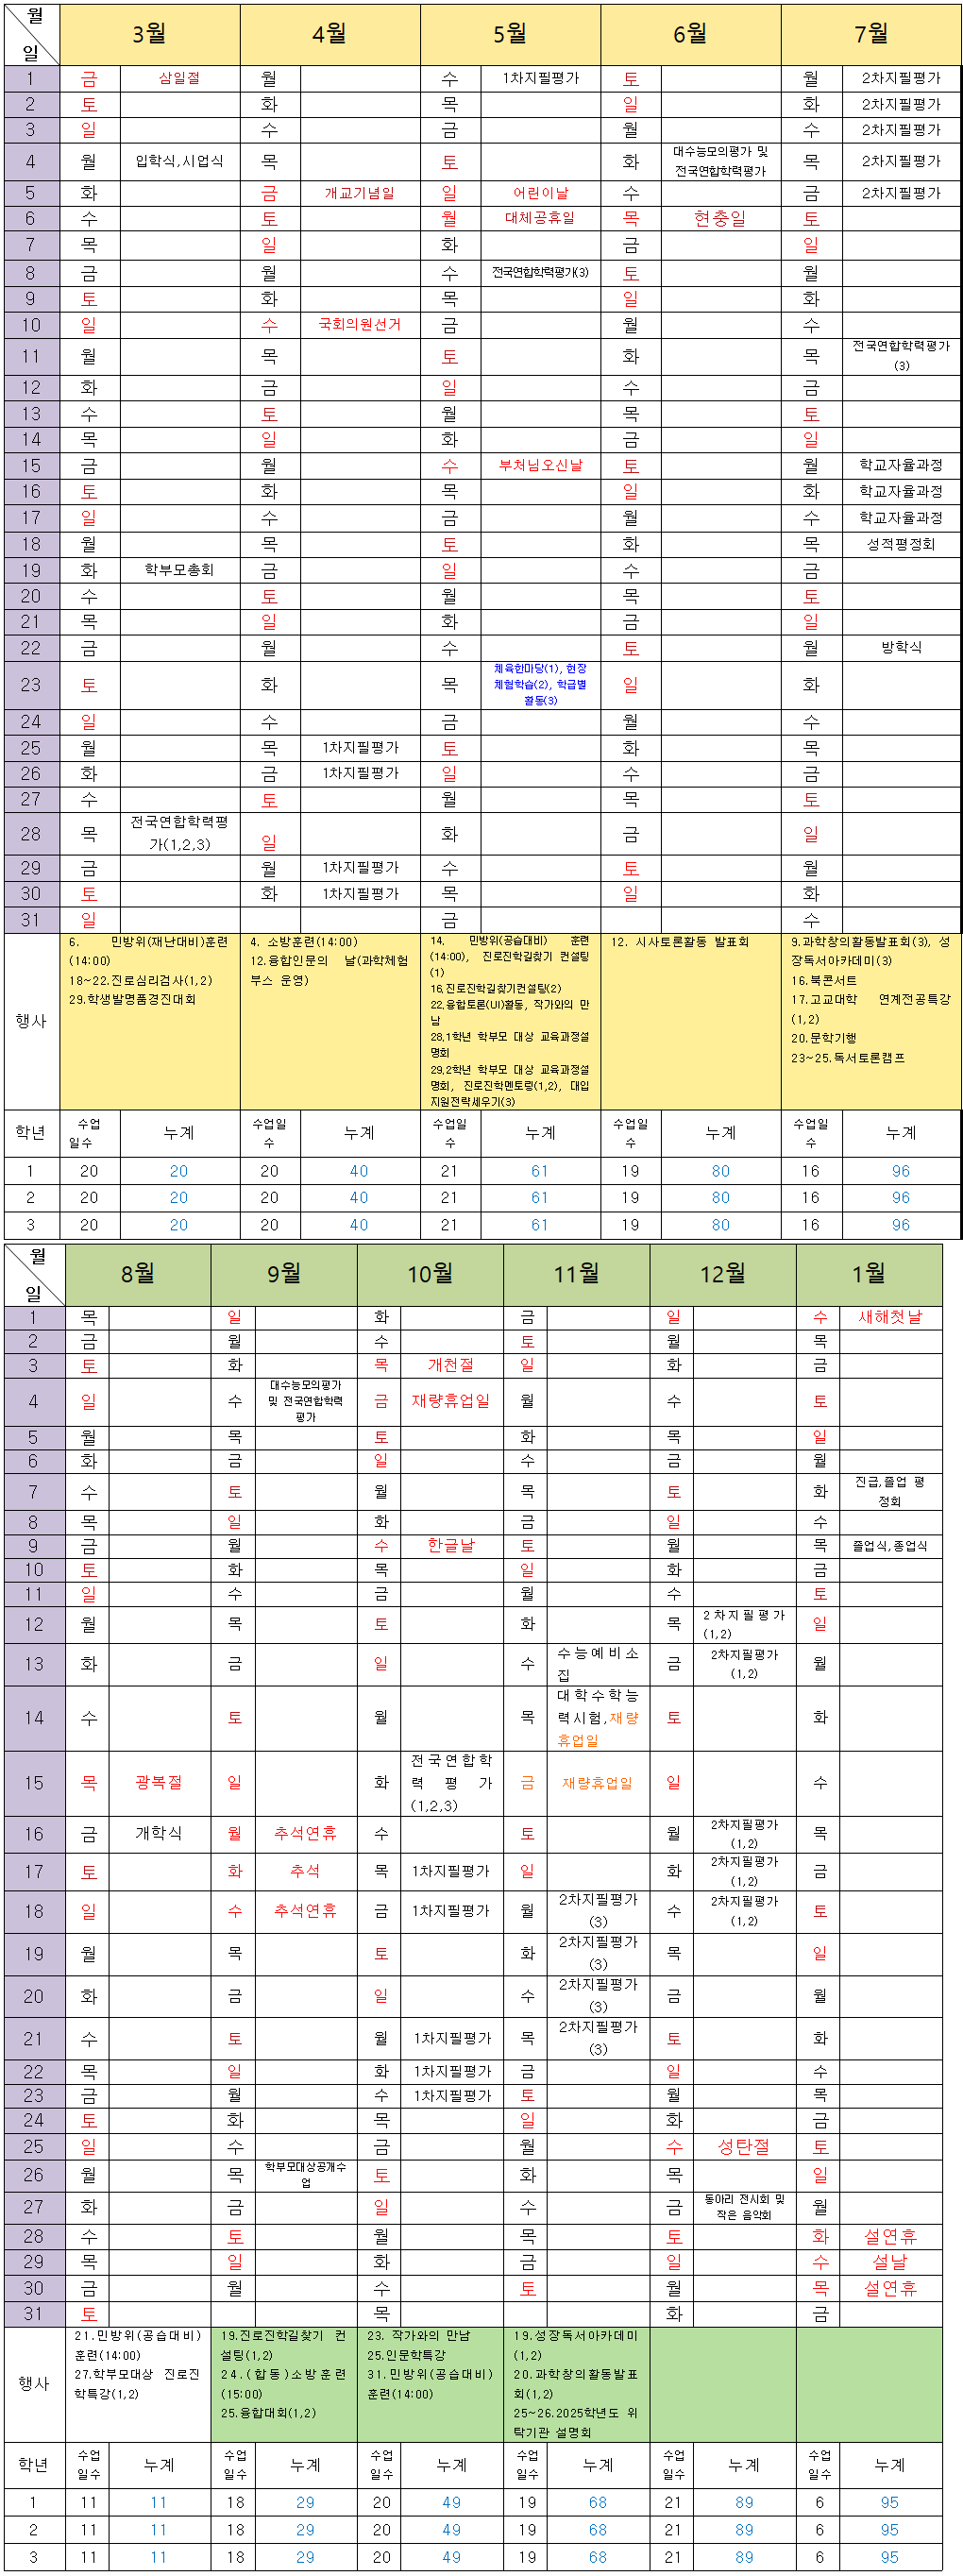 월 3월 4월 5월 6월 7월
일
1 금 삼일절 월 수 1차지필평가 토 월 2차지필평가
2 토 화 목 일 화 2차지필평가
3 일 수 금 월 수 2차지필평가
4 월 입학식,시업식 목 토 화 대수능모의평가 및 목 2차지필평가
전국연합학력평가
5 화 금 개교기념일 일 어린이날 수 금 2차지필평가
6 수 토 월 대체공휴일 목 현충일 토
7 목 일 화 금 일
8 금 월 수 전국연합학력평가(3) 토 월
9 토 화 목 일 화
10 일 수 국회의원선거 금 월 수
11 월 목 토 화 목 전국연합학력평가
(3)
12 화 금 일 수 금
13 수 토 월 목 토
14 목 일 화 금 일
15 금 월 수 부처님오신날 토 월 학교자율과정
16 토 화 목 일 화 학교자율과정
17 일 수 금 월 수 학교자율과정
18 월 목 토 화 목 성적평정회
19 화 학부모총회 금 일 수 금
20 수 토 월 목 토
21 목 일 화 금 일
22 금 월 수 토 월 방학식
23 토 화 목 체육한마당(1), 현장 일 화
체험학습(2), 학급별
활동(3)
24 일 수 금 월 수
25 월 목 1차지필평가 토 화 목
26 화 금 1차지필평가 일 수 금
27 수 토 월 목 토
28 목 전국연합학력평 일 화 금 일
가(1,2,3)
29 금 월 1차지필평가 수 토 월
30 토 화 1차지필평가 목 일 화
31 일 금 수
행사
6. 민방위(재난대비)훈련
(14:00)
18~22.진로심리검사(1,2)
29.학생발명품경진대회
4. 소방훈련(14:00)
12.융합인문의 날(과학체험
부스 운영)
14. 민방위(공습대비) 훈련
(14:00), 진로진학길찾기 컨설팅
(1)
16.진로진학길찾기컨설팅(2)
22.융합토론(UI)활동, 작가와의 만
남
28.1학년 학부모 대상 교육과정설
명회
29.2학년 학부모 대상 교육과정설
명회, 진로진학멘토링(1,2), 대입
지원전략세우기(3)
12. 시사토론활동 발표회
9.과학창의활동발표회(3), 성
장독서아카데미(3)
16.북콘서트
17.고교대학 연계전공특강
(1,2)
20.문학기행
23~25.독서토론캠프
학년 수업 누계 수업일 누계 수업일 누계 수업일 누계 수업일 누계
일수 수 수 수 수
1 20 20 20 40 21 61 19 80 16 96
2 20 20 20 40 21 61 19 80 16 96
3 20 20 20 40 21 61 19 80 16 96
월 8월 9월 10월 11월 12월 1월
일
1 목 일 화 금 일 수 새해첫날
2 금 월 수 토 월 목
3 토 화 목 개천절 일 화 금
4 일 수 대수능모의평가 금 재량휴업일 월 수 토
및 전국연합학력
평가
5 월 목 토 화 목 일
6 화 금 일 수 금 월
7 수 토 월 목 토 화 진급,졸업 평
정회
8 목 일 화 금 일 수
9 금 월 수 한글날 토 월 목 졸업식,종업식
10 토 화 목 일 화 금
11 일 수 금 월 수 토
12 월 목 토 화 목 2차지필평가 일
(1,2)
13 화 금 일 수 수능예비소 금 2차지필평가 월
집 (1,2)
14 수 토 월 목 대학수학능 토 화
력시험,재량
휴업일
15 목 광복절 일 화 전국연합학 금 재량휴업일 일 수
력 평 가
(1,2,3)
16 금 개학식 월 추석연휴 수 토 월 2차지필평가 목
(1,2)
17 토 화 추석 목 1차지필평가 일 화 2차지필평가 금
(1,2)
18 일 수 추석연휴 금 1차지필평가 월 2차지필평가 수 2차지필평가 토
(3) (1,2)
19 월 목 토 화 2차지필평가 목 일
(3)
20 화 금 일 수 2차지필평가 금 월
(3)
21 수 토 월 1차지필평가 목 2차지필평가 토 화
(3)
22 목 일 화 1차지필평가 금 일 수
23 금 월 수 1차지필평가 토 월 목
24 토 화 목 일 화 금
25 일 수 금 월 수 성탄절 토
26 월 목 학부모대상공개수 토 화 목 일
업
27 화 금 일 수 금 동아리 전시회 및 월
작은 음악회
28 수 토 월 목 토 화 설연휴
29 목 일 화 금 일 수 설날
30 금 월 수 토 월 목 설연휴
31 토 목 화 금
행사
21.민방위(공습대비)
훈련(14:00)
27.학부모대상 진로진
학특강(1,2)
19.진로진학길찾기 컨
설팅(1,2)
24.(합동)소방훈련
(15:00)
25.융합대회(1,2)
23. 작가와의 만남
25.인문학특강
31.민방위(공습대비)
훈련(14:00)
19.성장독서아카데미
(1,2)
20.과학창의활동발표
회(1,2)
25~26.2025학년도 위
탁기관 설명회
학년 수업 누계 수업 누계 수업 누계 수업 누계 수업 누계 수업 누계
일수 일수 일수 일수 일수 일수
1 11 11 18 29 20 49 19 68 21 89 6 95
2 11 11 18 29 20 49 19 68 21 89 6 95
3 11 11 18 29 20 49 19 68 21 89 6 95